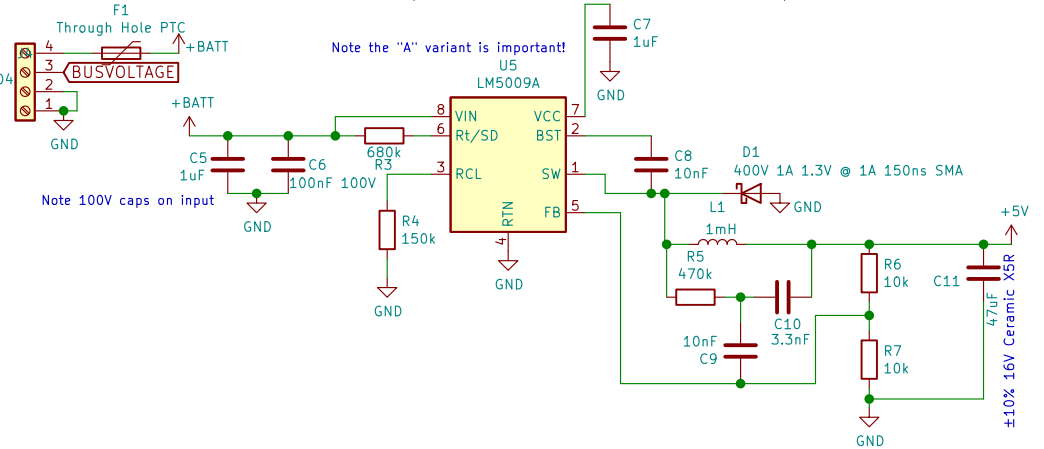 F1
Through Hole PTC
4
+BATT
3
BUSVOLTAGE
2
1
GND
04
+BATT
C5
1uF
C6
100nF 100V
Note 100V caps on input
GND
Note the "A" variant is important!
U5
LM5009A
8
VIN
6
Rt/SD
3
RCL
RTN
4
GND
VCC
7
BST
2
SW
1
FB
5
680k
R3
R4
150k
GND
C7
1uF
GND
C8
10nF
D1
400V 1A 1.3V @ 1A 150ns SMA
GND
L1
1mH
R5
470k
C10
3.3nF
10nF
C9
+5V
R6
10k
R7
10k
GND
C11
47uF
±10% 16V Ceramic X5R